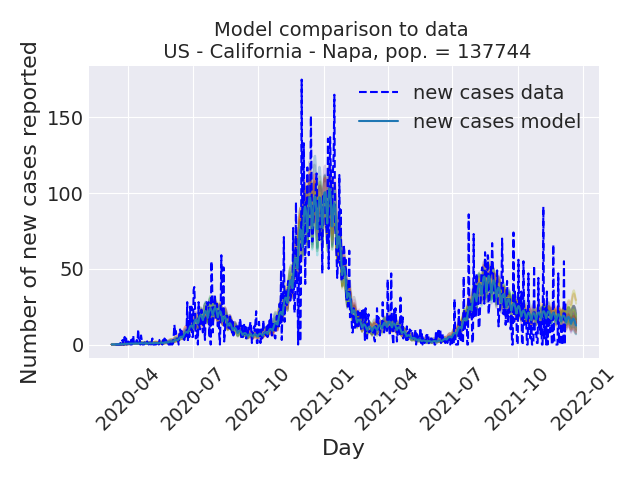 Model comparison to data
US - California - Napa, pop. = 137744
Number of new cases reported
150
100
50
0
new cases data
new cases model
2020-04
2020-07
2020-10
2021-01
2021-04
2021-07
2021-10
2022-01
Day